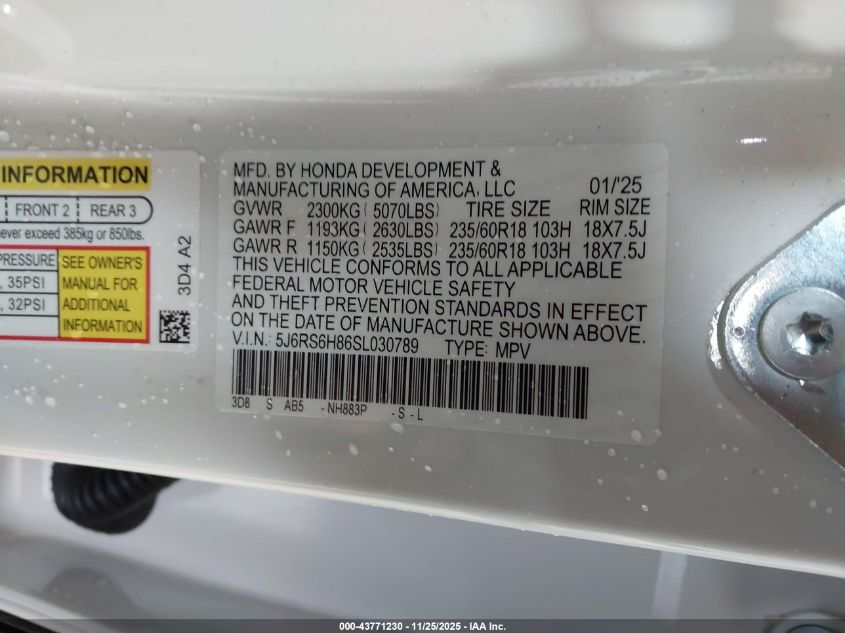 INFORMATION
FRONT 2 REAR 3
never exceed 385kg or 850lbs.
PRESSURE SEE OWNER'S
, 35PSI MANUAL FOR
, 32PSI ADDITIONAL
INFORMATION
3D4 A2
MFD. BY HONDA DEVELOPMENT &
MANUFACTURING OF AMERICA, LLC 01/'25
GVWR 2300KG ( 5070LBS) TIRE SIZE RIM SIZE
GAWR F 1193KG ( 2630LBS) 235/60R18 103H 18X7.5J
GAWR R 1150KG ( 2535LBS) 235/60R18 103H 18X7.5J
THIS VEHICLE CONFORMS TO ALL APPLICABLE
FEDERAL MOTOR VEHICLE SAFETY
AND THEFT PREVENTION STANDARDS IN EFFECT
ON THE DATE OF MANUFACTURE SHOWN ABOVE.
V.I.N.: 5J6RS6H86SL030789 TYPE: MPV
3D8 S AB5 -NH883P -S-L
000-43771230 - 11/25/2025 - IAA Inc.